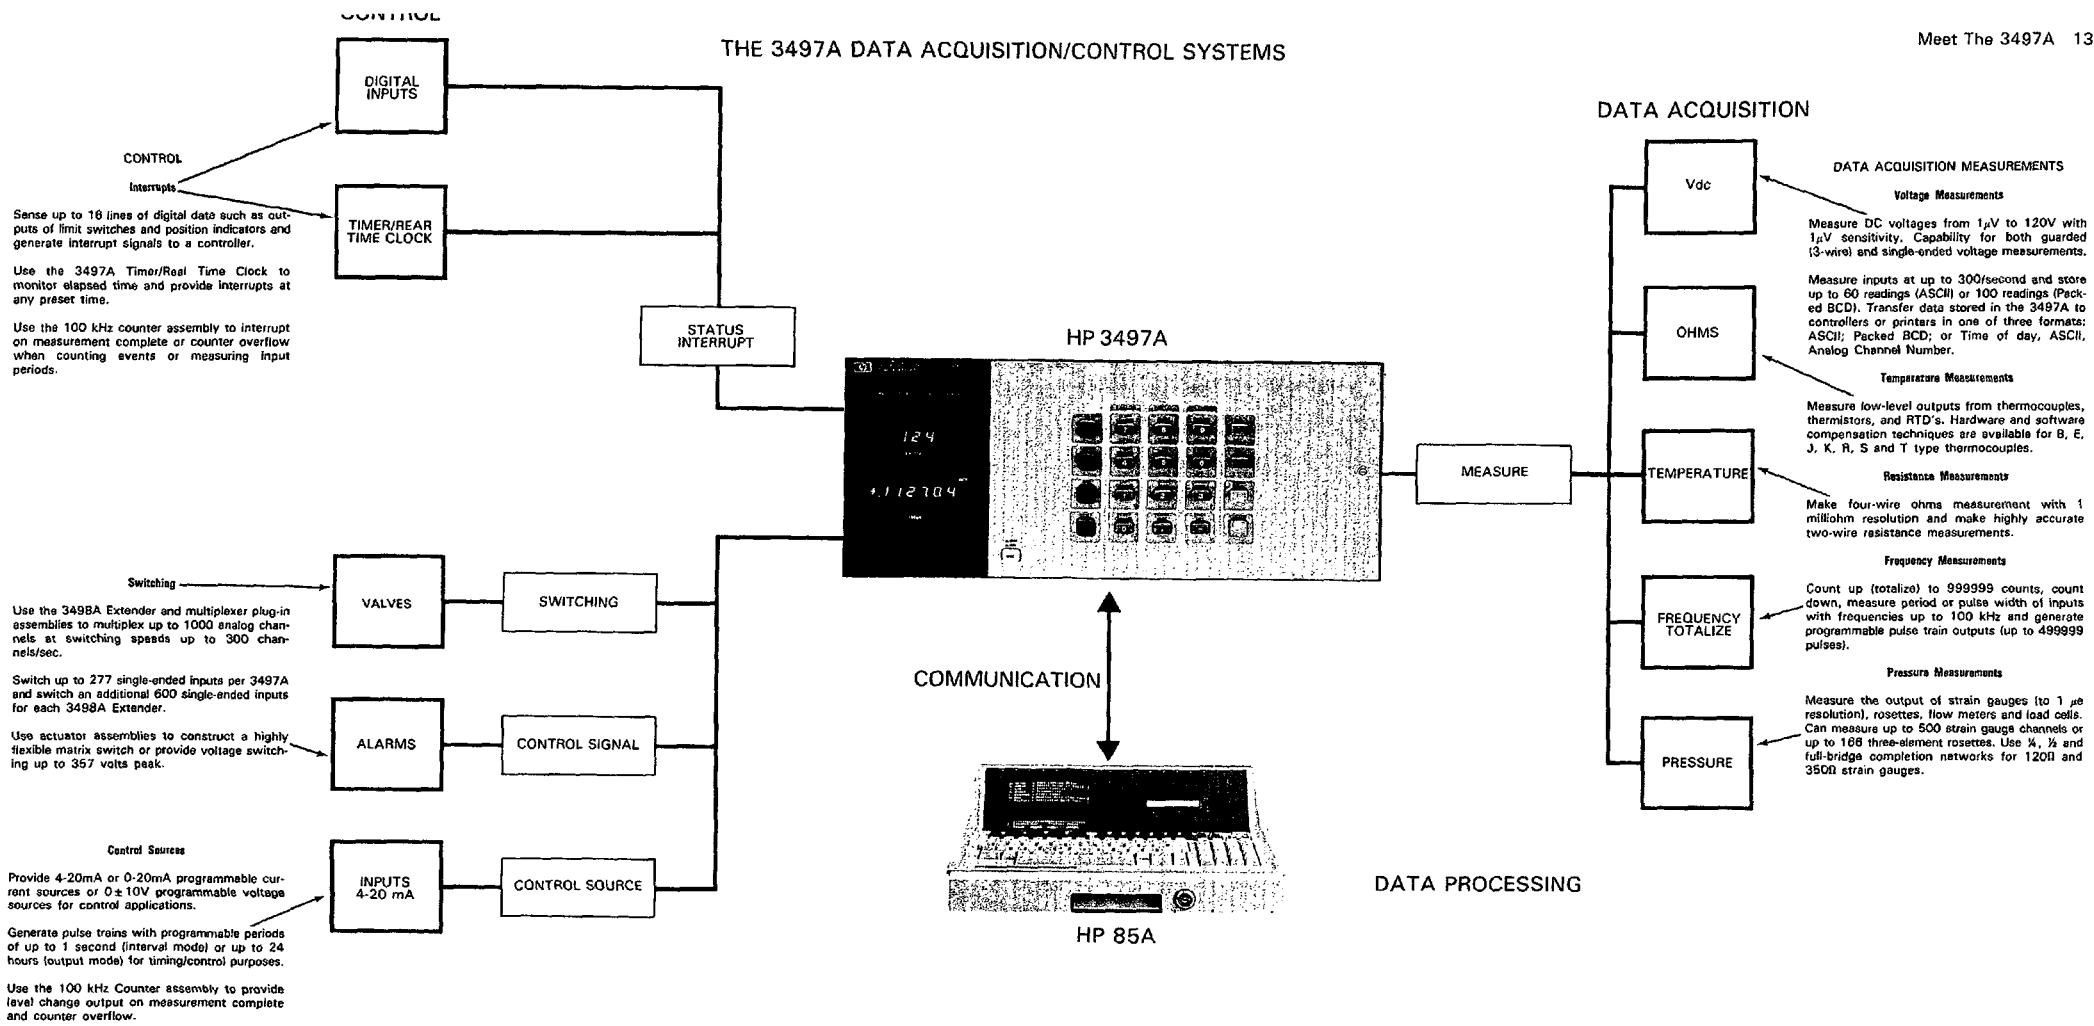 CONTROL
THE 3497A DATA ACQUISITION/CONTROL SYSTEMS
Meet The 3497A 13
DIGITAL
INPUTS
CONTROL
Interrupts
Sense up to 16 lines of digital data such as out-
puts of limit switches and position indicators and
generate interrupt signals to a controller.
Use the 3497A Timer/Real Time Clock to
monitor elapsed time and provide interrupts at
any preset time.
Use the 100 kHz counter assembly to interrupt
on measurement complete or counter overflow
when counting events or measuring input
periods.
TIMER/REAR
TIME CLOCK
STATUS
INTERRUPT
Switching
Use the 3498A Extender and multiplexer plug-in
assemblies to multiplex up to 1000 analog chan-
nels at switching speeds up to 300 chan-
nels/sec.
Switch up to 277 single-ended inputs per 3497A
and switch an additional 600 single-ended inputs
for each 3498A Extender.
Use actuator assemblies to construct a highly
flexible matrix switch or provide voltage switch-
ing up to 357 volts peak.
VALVES
SWITCHING
ALARMS
CONTROL SIGNAL
Control Sources
Provide 4-20mA or 0-20mA programmable cur-
rent sources or 0±10V programmable voltage
sources for control applications.
Generate pulse trains with programmable periods
of up to 1 second (interval mode) or up to 24
hours (output mode) for timing/control purposes.
Use the 100 kHz Counter assembly to provide
level change output on measurement complete
and counter overflow.
INPUTS
4-20 mA
CONTROL SOURCE
HP 3497A
124
+.112704
COMMUNICATION
HP 85A
DATA PROCESSING
MEASURE
DATA ACQUISITION
Vdc
OHMS
TEMPERATURE
FREQUENCY
TOTALIZE
PRESSURE
DATA ACQUISITION MEASUREMENTS
Voltage Measurements
Measure DC voltages from 1μV to 120V with
1μV sensitivity. Capability for both guarded
(3-wire) and single-ended voltage measurements.
Measure inputs at up to 300/second and store
up to 60 readings (ASCII) or 100 readings (Pack-
ed BCD). Transfer data stored in the 3497A to
controllers or printers in one of three formats:
ASCII; Packed BCD; or Time of day, ASCII,
Analog Channel Number.
Temperature Measurements
Measure low-level outputs from thermocouples,
thermistors, and RTD's. Hardware and software
compensation techniques are available for B, E,
J, K, R, S and T type thermocouples.
Resistance Measurements
Make four-wire ohms measurement with 1
milliohm resolution and make highly accurate
two-wire resistance measurements.
Frequency Measurements
Count up (totalize) to 999999 counts, count
down, measure period or pulse width of inputs
with frequencies up to 100 kHz and generate
programmable pulse train outputs (up to 499999
pulses).
Pressure Measurements
Measure the output of strain gauges (to 1 μe
resolution), rosettes, flow meters and load cells.
Can measure up to 500 strain gauge channels or
up to 166 three-element rosettes. Use ¼, ½ and
full-bridge completion networks for 120Ω and
350Ω strain gauges.